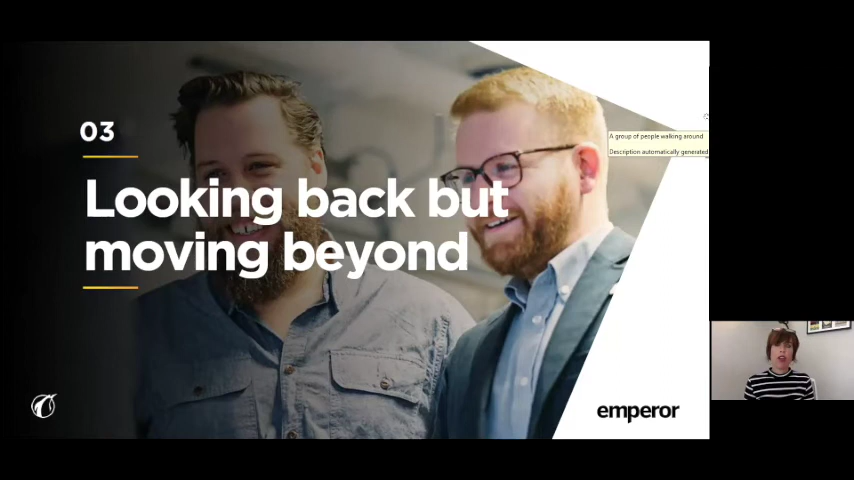 03
Looking back but
moving beyond
A group of people walking around
Description automatically generated
emperor